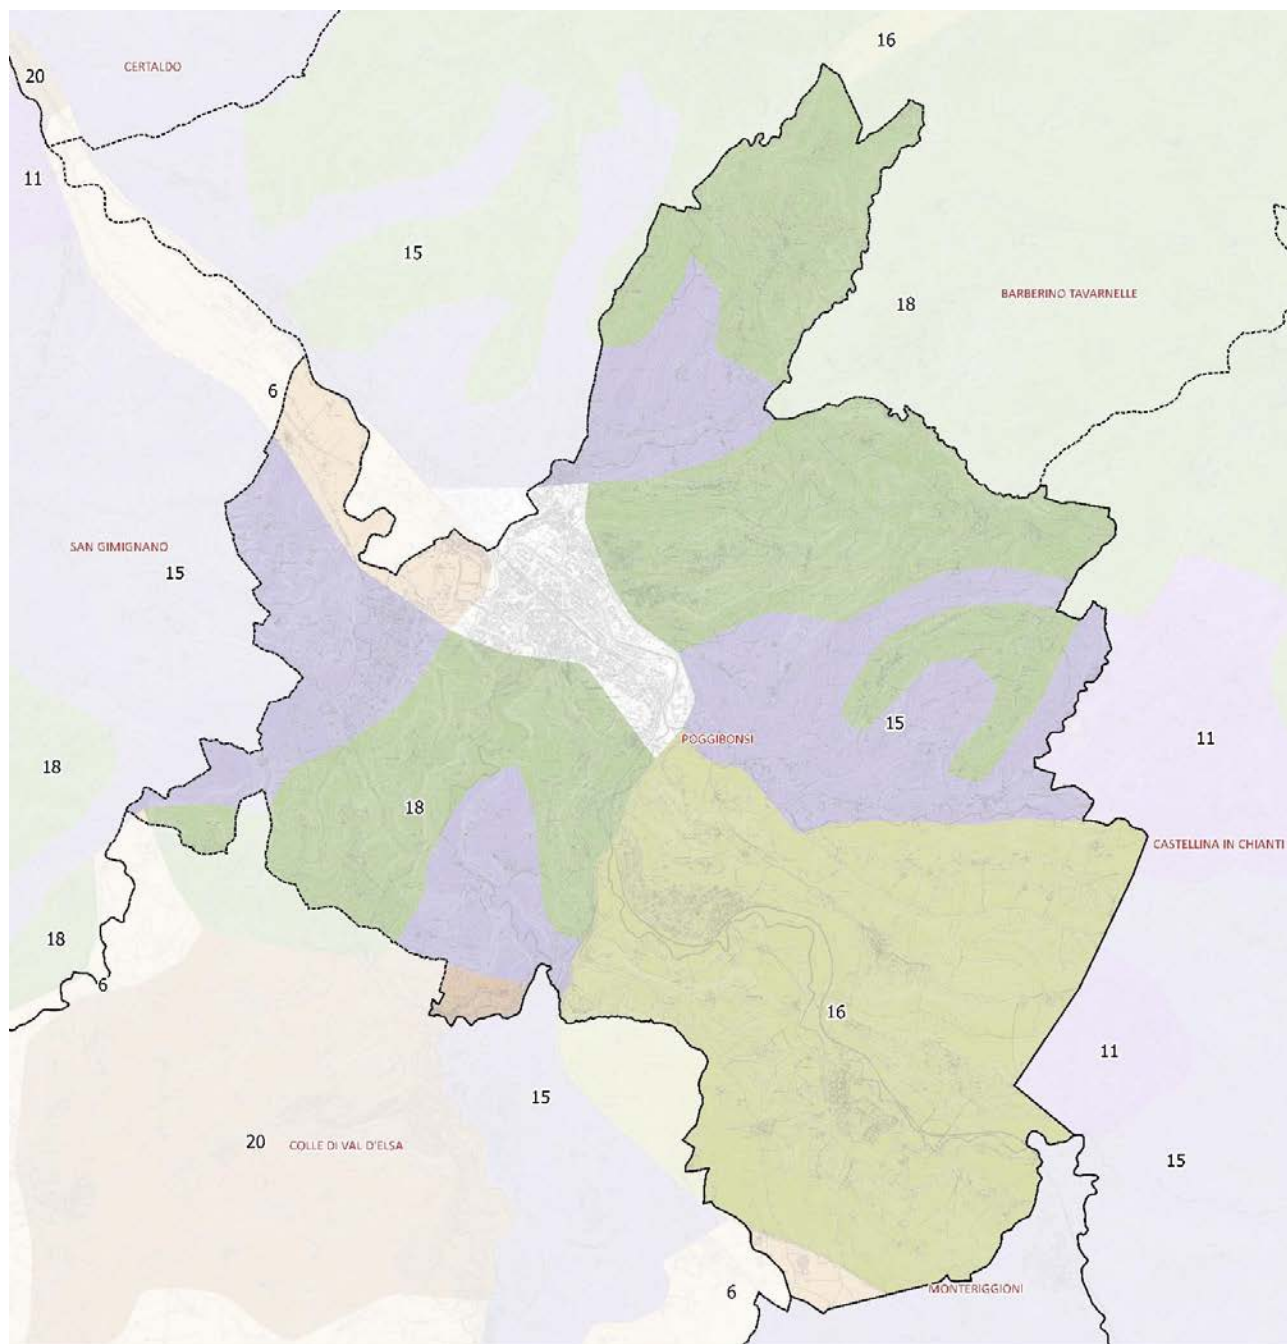 16
CERTALDO
20
11
15
BARBERINO TAVARNELLE
18
6
SAN GIMIGNANO
15
15
POGGIBONSI
11
18
18
CASTELLINA IN CHIANTI
18
6
16
11
15
20
COLLE DI VAL D'ELSA
15
6
MONTERIGGIONI